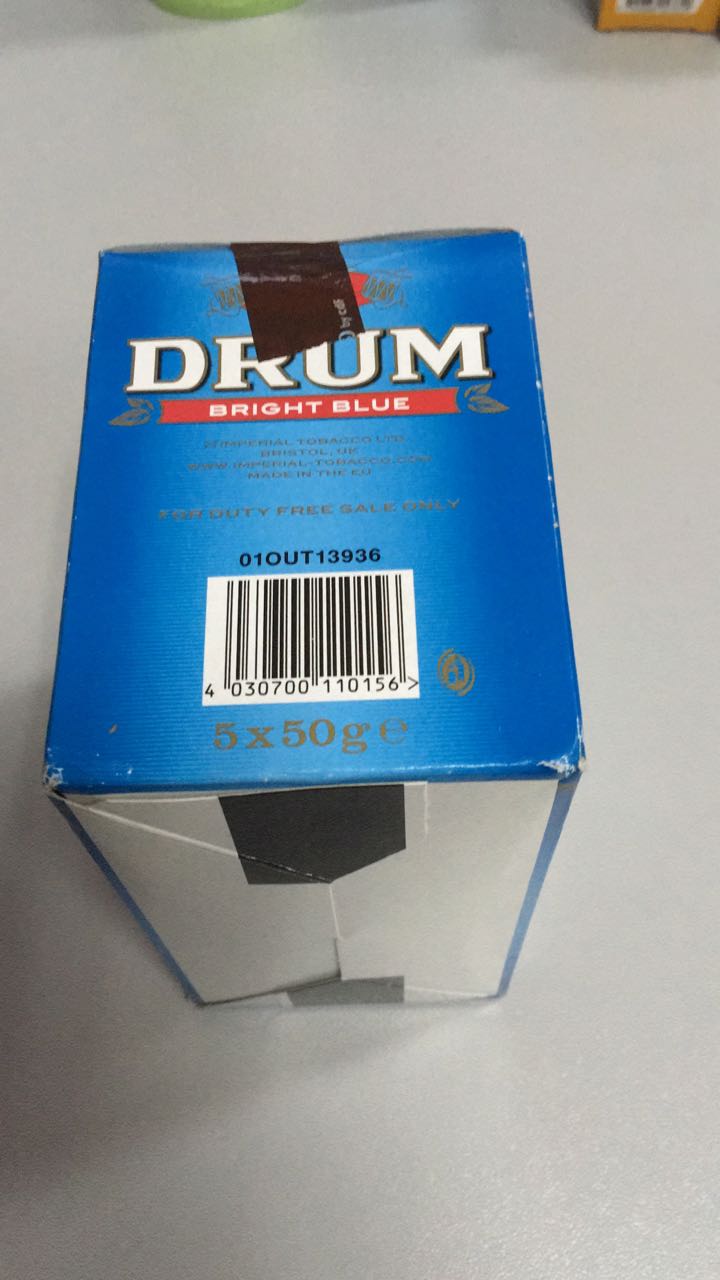 DRUM
BRIGHT BLUE
© IMPERIAL TOBACCO LTD
BRISTOL, UK
WWW.IMPERIAL-TOBACCO.COM
MADE IN THE EU
FOR DUTY FREE SALE ONLY
01OUT13936
4 030700 110156 >
5x50g e